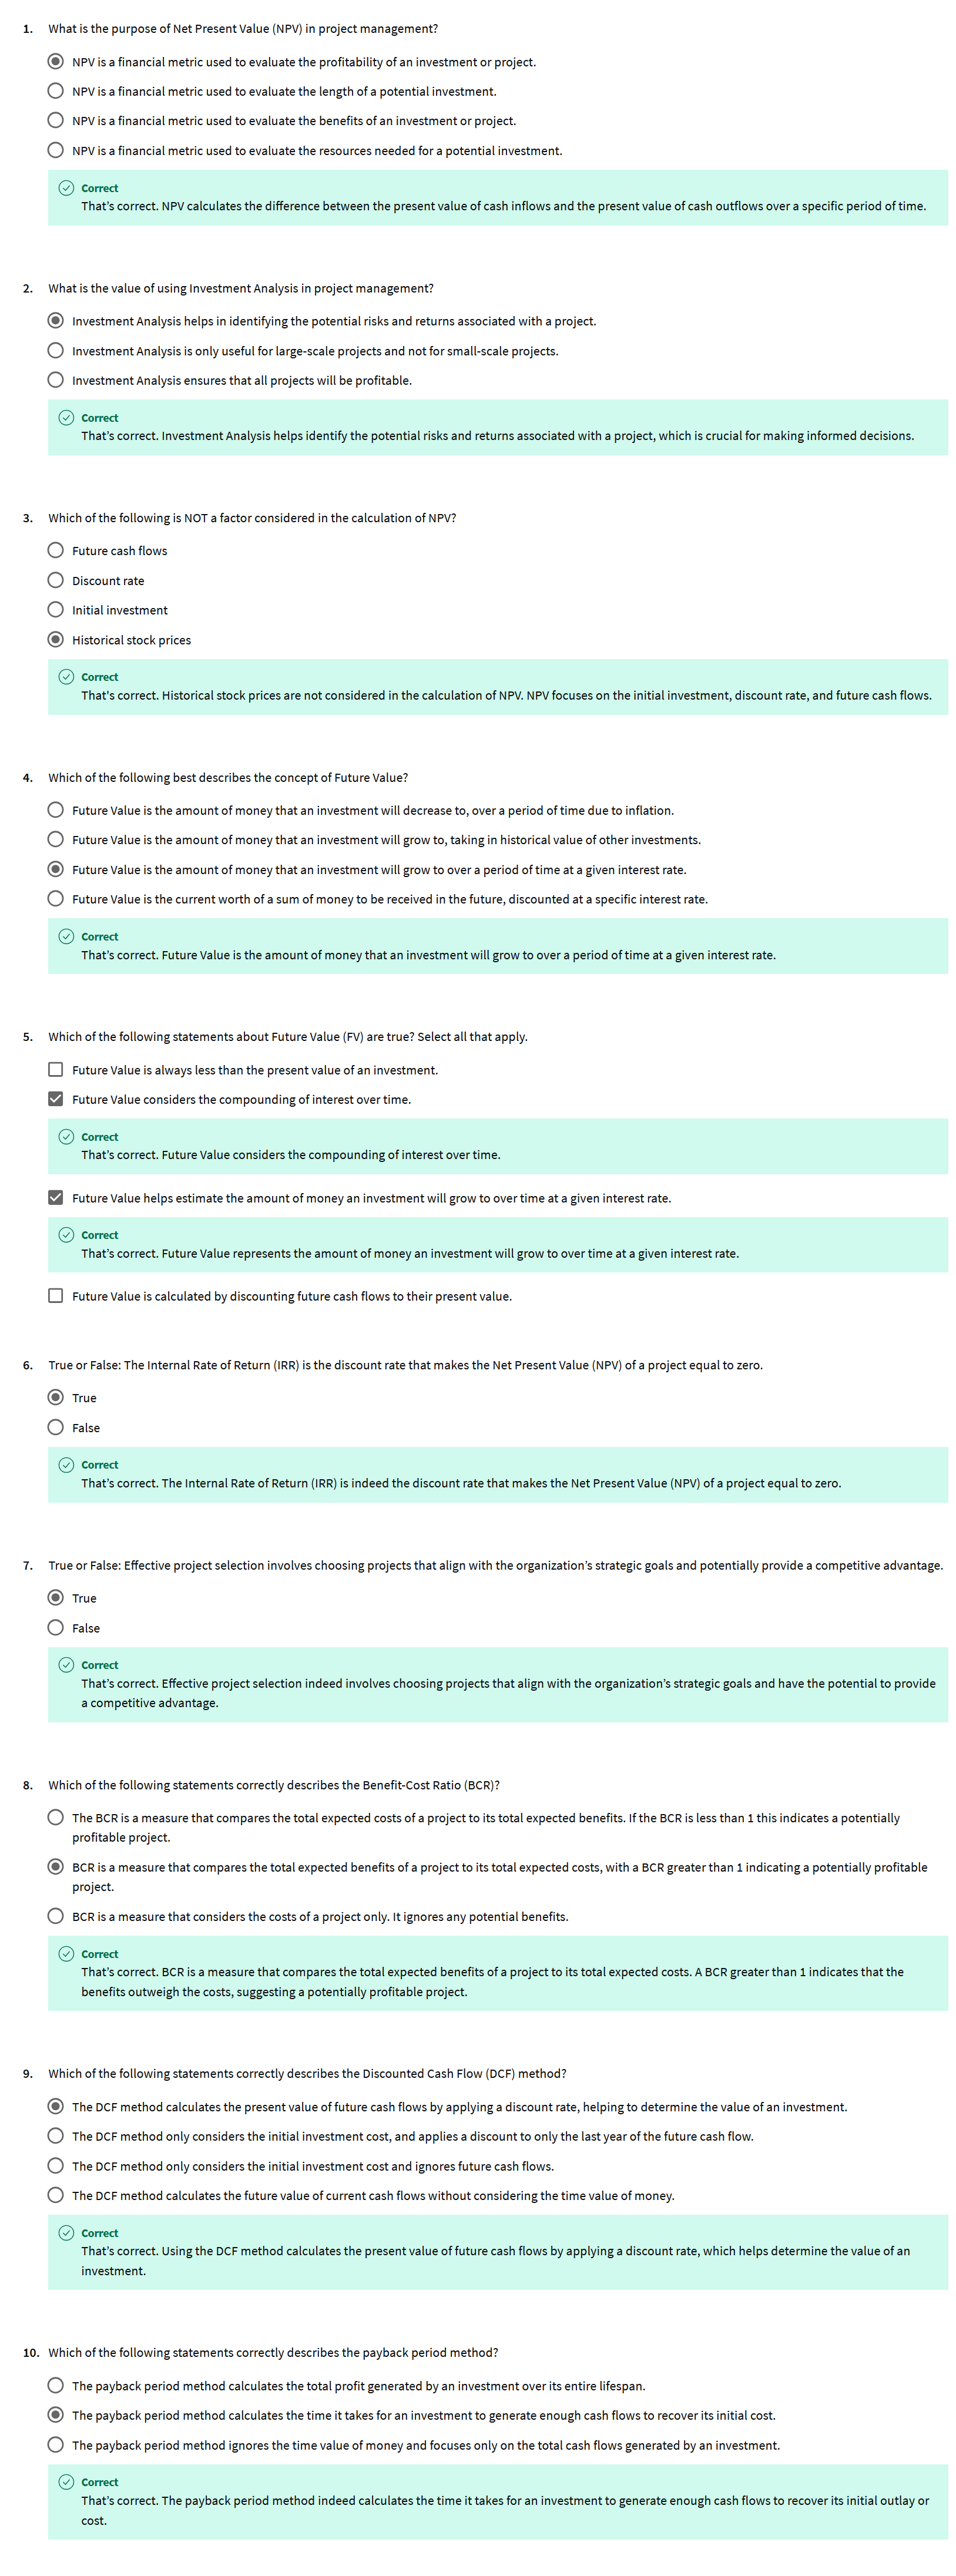 1. What is the purpose of Net Present Value (NPV) in project management?
NPV is a financial metric used to evaluate the profitability of an investment or project.
NPV is a financial metric used to evaluate the length of a potential investment.
NPV is a financial metric used to evaluate the benefits of an investment or project.
NPV is a financial metric used to evaluate the resources needed for a potential investment.
Correct
That's correct. NPV calculates the difference between the present value of cash inflows and the present value of cash outflows over a specific period of time.
2. What is the value of using Investment Analysis in project management?
Investment Analysis helps in identifying the potential risks and returns associated with a project.
Investment Analysis is only useful for large-scale projects and not for small-scale projects.
Investment Analysis ensures that all projects will be profitable.
Correct
That's correct. Investment Analysis helps identify the potential risks and returns associated with a project, which is crucial for making informed decisions.
3. Which of the following is NOT a factor considered in the calculation of NPV?
Future cash flows
Discount rate
Initial investment
Historical stock prices
Correct
That's correct. Historical stock prices are not considered in the calculation of NPV. NPV focuses on the initial investment, discount rate, and future cash flows.
4. Which of the following best describes the concept of Future Value?
Future Value is the amount of money that an investment will decrease to, over a period of time due to inflation.
Future Value is the amount of money that an investment will grow to, taking in historical value of other investments.
Future Value is the amount of money that an investment will grow to over a period of time at a given interest rate.
Future Value is the current worth of a sum of money to be received in the future, discounted at a specific interest rate.
Correct
That's correct. Future Value is the amount of money that an investment will grow to over a period of time at a given interest rate.
5. Which of the following statements about Future Value (FV) are true? Select all that apply.
Future Value is always less than the present value of an investment.
Future Value considers the compounding of interest over time.
Correct
That's correct. Future Value considers the compounding of interest over time.
Future Value helps estimate the amount of money an investment will grow to over time at a given interest rate.
Correct
That's correct. Future Value represents the amount of money an investment will grow to over time at a given interest rate.
Future Value is calculated by discounting future cash flows to their present value.
6. True or False: The Internal Rate of Return (IRR) is the discount rate that makes the Net Present Value (NPV) of a project equal to zero.
True
False
Correct
That's correct. The Internal Rate of Return (IRR) is indeed the discount rate that makes the Net Present Value (NPV) of a project equal to zero.
7. True or False: Effective project selection involves choosing projects that align with the organization's strategic goals and potentially provide a competitive advantage.
True
False
Correct
That's correct. Effective project selection indeed involves choosing projects that align with the organization's strategic goals and have the potential to provide
a competitive advantage.
8. Which of the following statements correctly describes the Benefit-Cost Ratio (BCR)?
The BCR is a measure that compares the total expected costs of a project to its total expected benefits. If the BCR is less than 1 this indicates a potentially
profitable project.
BCR is a measure that compares the total expected benefits of a project to its total expected costs, with a BCR greater than 1 indicating a potentially profitable
project.
BCR is a measure that considers the costs of a project only. It ignores any potential benefits.
Correct
That's correct. BCR is a measure that compares the total expected benefits of a project to its total expected costs. A BCR greater than 1 indicates that the
benefits outweigh the costs, suggesting a potentially profitable project.
9. Which of the following statements correctly describes the Discounted Cash Flow (DCF) method?
The DCF method calculates the present value of future cash flows by applying a discount rate, helping to determine the value of an investment.
The DCF method only considers the initial investment cost, and applies a discount to only the last year of the future cash flow.
The DCF method only considers the initial investment cost and ignores future cash flows.
The DCF method calculates the future value of current cash flows without considering the time value of money.
Correct
That's correct. Using the DCF method calculates the present value of future cash flows by applying a discount rate, which helps determine the value of an
investment.
10. Which of the following statements correctly describes the payback period method?
The payback period method calculates the total profit generated by an investment over its entire lifespan.
The payback period method calculates the time it takes for an investment to generate enough cash flows to recover its initial cost.
The payback period method ignores the time value of money and focuses only on the total cash flows generated by an investment.
Correct
That's correct. The payback period method indeed calculates the time it takes for an investment to generate enough cash flows to recover its initial outlay or
cost.